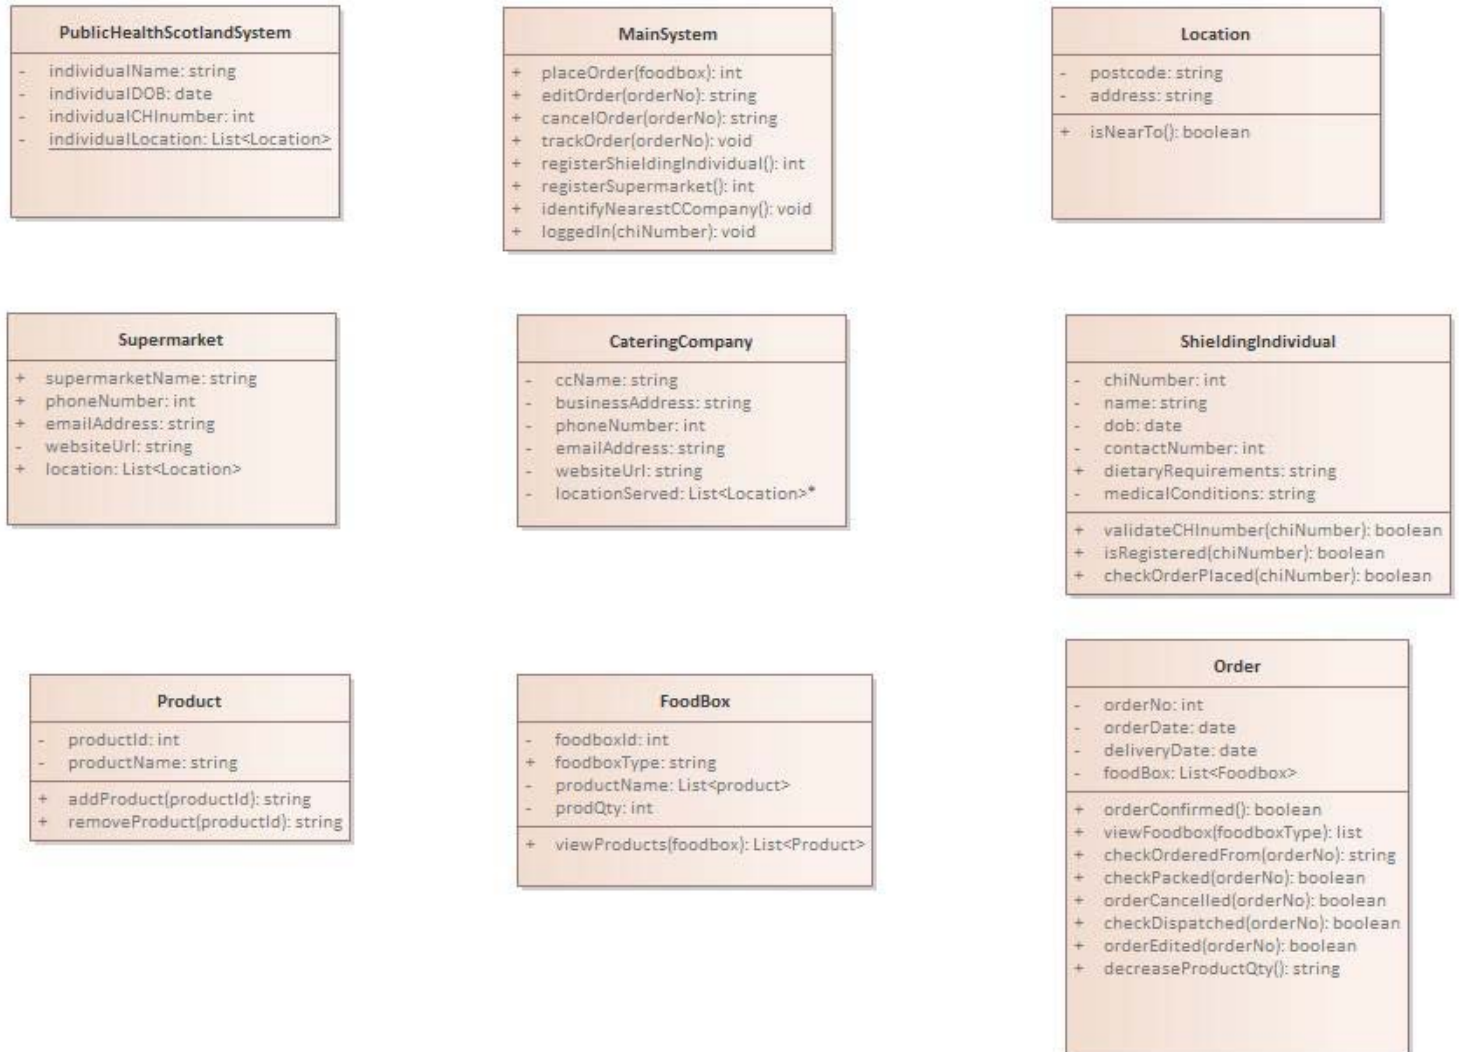 PublicHealthScotlandSystem
- individualName: string
- individualDOB: date
- individualCHInumber: int
- individualLocation: List<Location>
MainSystem
+ placeOrder(foodbox): int
+ editOrder(orderNo): string
+ cancelOrder(orderNo): string
+ trackOrder(orderNo): void
+ registerShieldingIndividual(): int
+ registerSupermarket(): int
+ identifyNearestCCompany(): void
+ loggedIn(chiNumber): void
Location
- postcode: string
- address: string
+ isNearTo(): boolean
Supermarket
+ supermarketName: string
+ phoneNumber: int
+ emailAddress: string
- websiteUrl: string
+ location: List<Location>
CateringCompany
- ccName: string
- businessAddress: string
- phoneNumber: int
- emailAddress: string
- websiteUrl: string
- locationServed: List<Location>*
ShieldingIndividual
- chiNumber: int
- name: string
- dob: date
- contactNumber: int
+ dietaryRequirements: string
- medicalConditions: string
+ validateCHInumber(chiNumber): boolean
+ isRegistered(chiNumber): boolean
+ checkOrderPlaced(chiNumber): boolean
Product
- productId: int
- productName: string
+ addProduct(productId): string
+ removeProduct(productId): string
FoodBox
- foodboxId: int
+ foodboxType: string
- productName: List<product>
- prodQty: int
+ viewProducts(foodbox): List<Product>
Order
- orderNo: int
- orderDate: date
- deliveryDate: date
- foodBox: List<Foodbox>
+ orderConfirmed(): boolean
+ viewFoodbox(foodboxType): list
+ checkOrderedFrom(orderNo): string
+ checkPacked(orderNo): boolean
+ orderCancelled(orderNo): boolean
+ checkDispatched(orderNo): boolean
+ orderEdited(orderNo): boolean
+ decreaseProductQty(): string